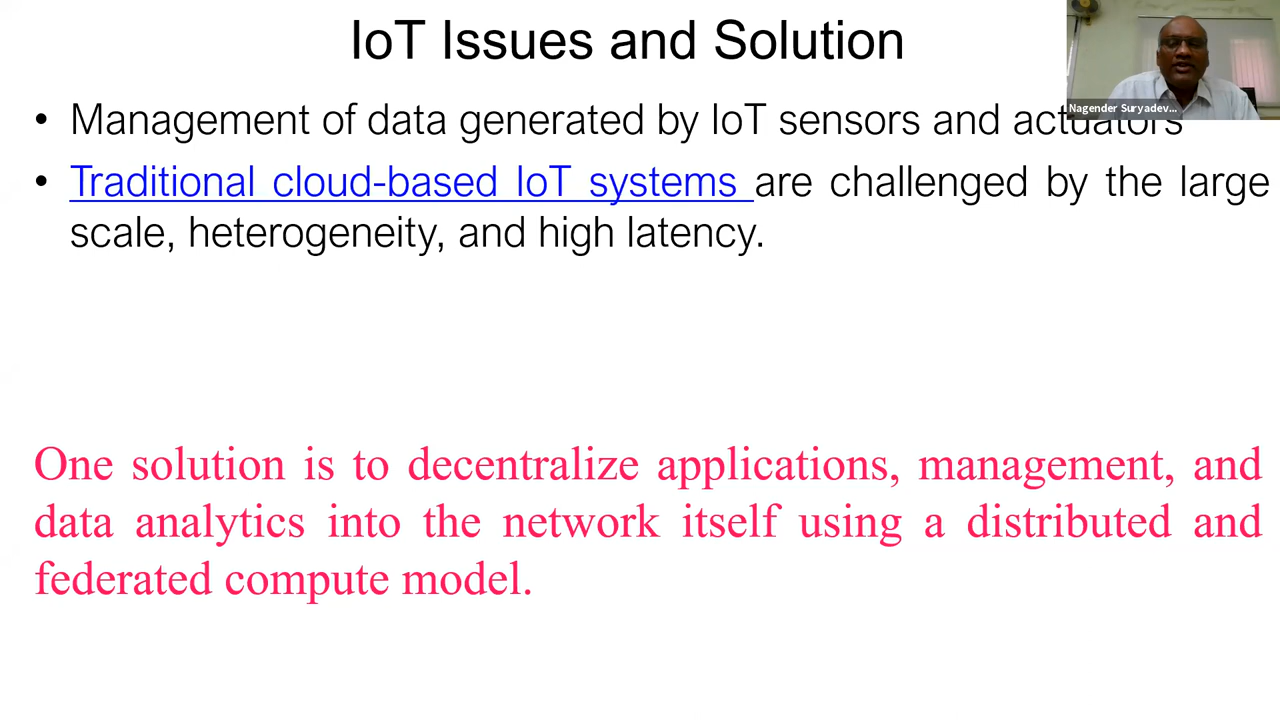 IoT Issues and Solution
• Management of data generated by IoT sensors and actuators
• Traditional cloud-based IoT systems are challenged by the large
scale, heterogeneity, and high latency.
One solution is to decentralize applications, management, and
data analytics into the network itself using a distributed and
federated compute model.
Nagender Suryadev...